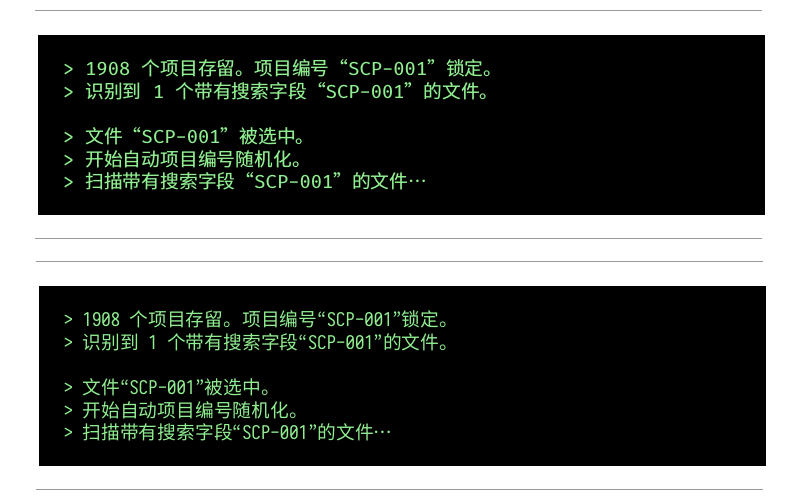 > 1908 个项目存留。项目编号“SCP-001”锁定。
> 识别到 1 个带有搜索字段“SCP-001”的文件。
> 文件“SCP-001”被选中。
> 开始自动项目编号随机化。
> 扫描带有搜索字段“SCP-001”的文件…
> 1908 个项目存留。项目编号“SCP-001”锁定。
> 识别到 1 个带有搜索字段“SCP-001”的文件。
> 文件“SCP-001”被选中。
> 开始自动项目编号随机化。
> 扫描带有搜索字段“SCP-001”的文件…